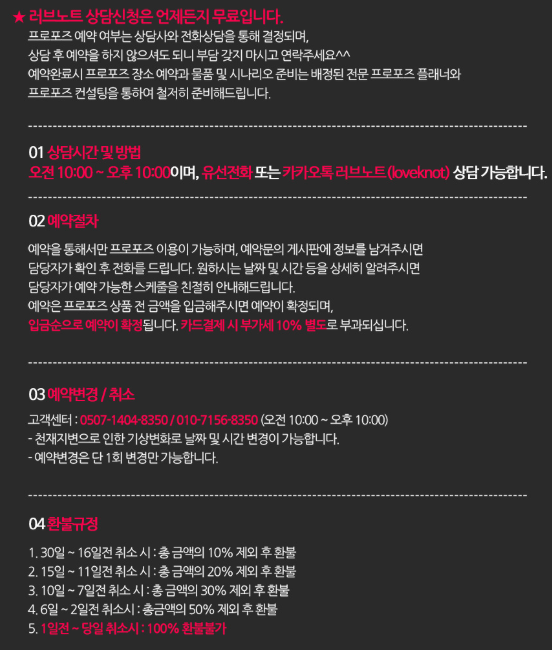 ★ 러브노트 상담신청은 언제든지 무료입니다.
프로포즈 예약 여부는 상담사와 전화상담을 통해 결정되며,
상담 후 예약을 하지 않으셔도 되니 부담 갖지 마시고 연락주세요^^
예약완료시 프로포즈 장소 예약과 물품 및 시나리오 준비는 배정된 전문 프로포즈 플래너와
프로포즈 컨설팅을 통하여 철저히 준비해드립니다.
01 상담시간 및 방법
오전 10:00 ~ 오후 10:00이며, 유선전화 또는 카카오톡 러브노트(loveknot) 상담 가능합니다.
02 예약절차
예약을 통해서만 프로포즈 이용이 가능하며, 예약문의 게시판에 정보를 남겨주시면
담당자가 확인 후 전화를 드립니다. 원하시는 날짜 및 시간 등을 상세히 알려주시면
담당자가 예약 가능한 스케줄을 친절히 안내해드립니다.
예약은 프로포즈 상품 전 금액을 입금해주시면 예약이 확정되며,
입금순으로 예약이 확정됩니다. 카드결제 시 부가세 10% 별도로 부과되십니다.
03 예약변경 / 취소
고객센터 : 0507-1404-8350 / 010-7156-8350 (오전 10:00 ~ 오후 10:00)
- 천재지변으로 인한 기상변화로 날짜 및 시간 변경이 가능합니다.
- 예약변경은 단 1회 변경만 가능합니다.
04 환불규정
1. 30일 ~ 16일전 취소 시 : 총 금액의 10% 제외 후 환불
2. 15일 ~ 11일전 취소 시 : 총 금액의 20% 제외 후 환불
3. 10일 ~ 7일전 취소 시 : 총 금액의 30% 제외 후 환불
4. 6일 ~ 2일전 취소시 : 총금액의 50% 제외 후 환불
5. 1일전 ~ 당일 취소시 : 100% 환불불가